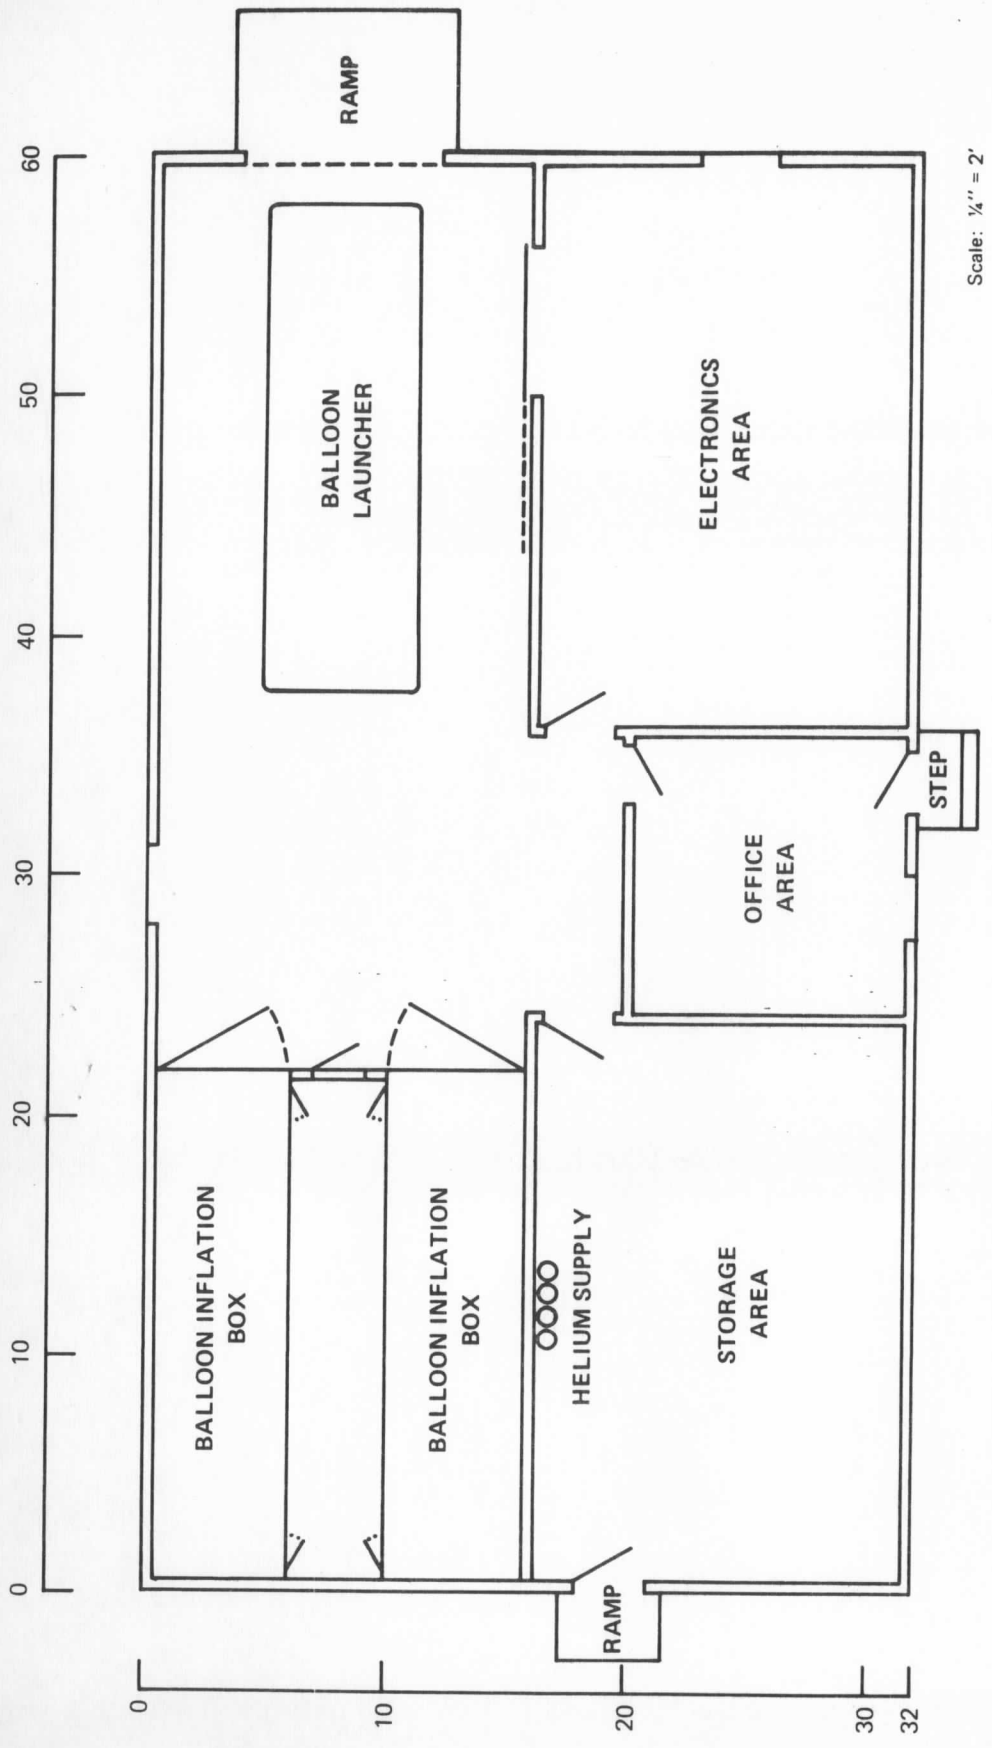 0
10
20
30
40
50
60
0
10
20
30
32
BALLOON INFLATION
BOX
BALLOON INFLATION
BOX
BALLOON
LAUNCHER
RAMP
HELIUM SUPPLY
STORAGE
AREA
OFFICE
AREA
ELECTRONICS
AREA
RAMP
STEP
Scale: ¼″ = 2′